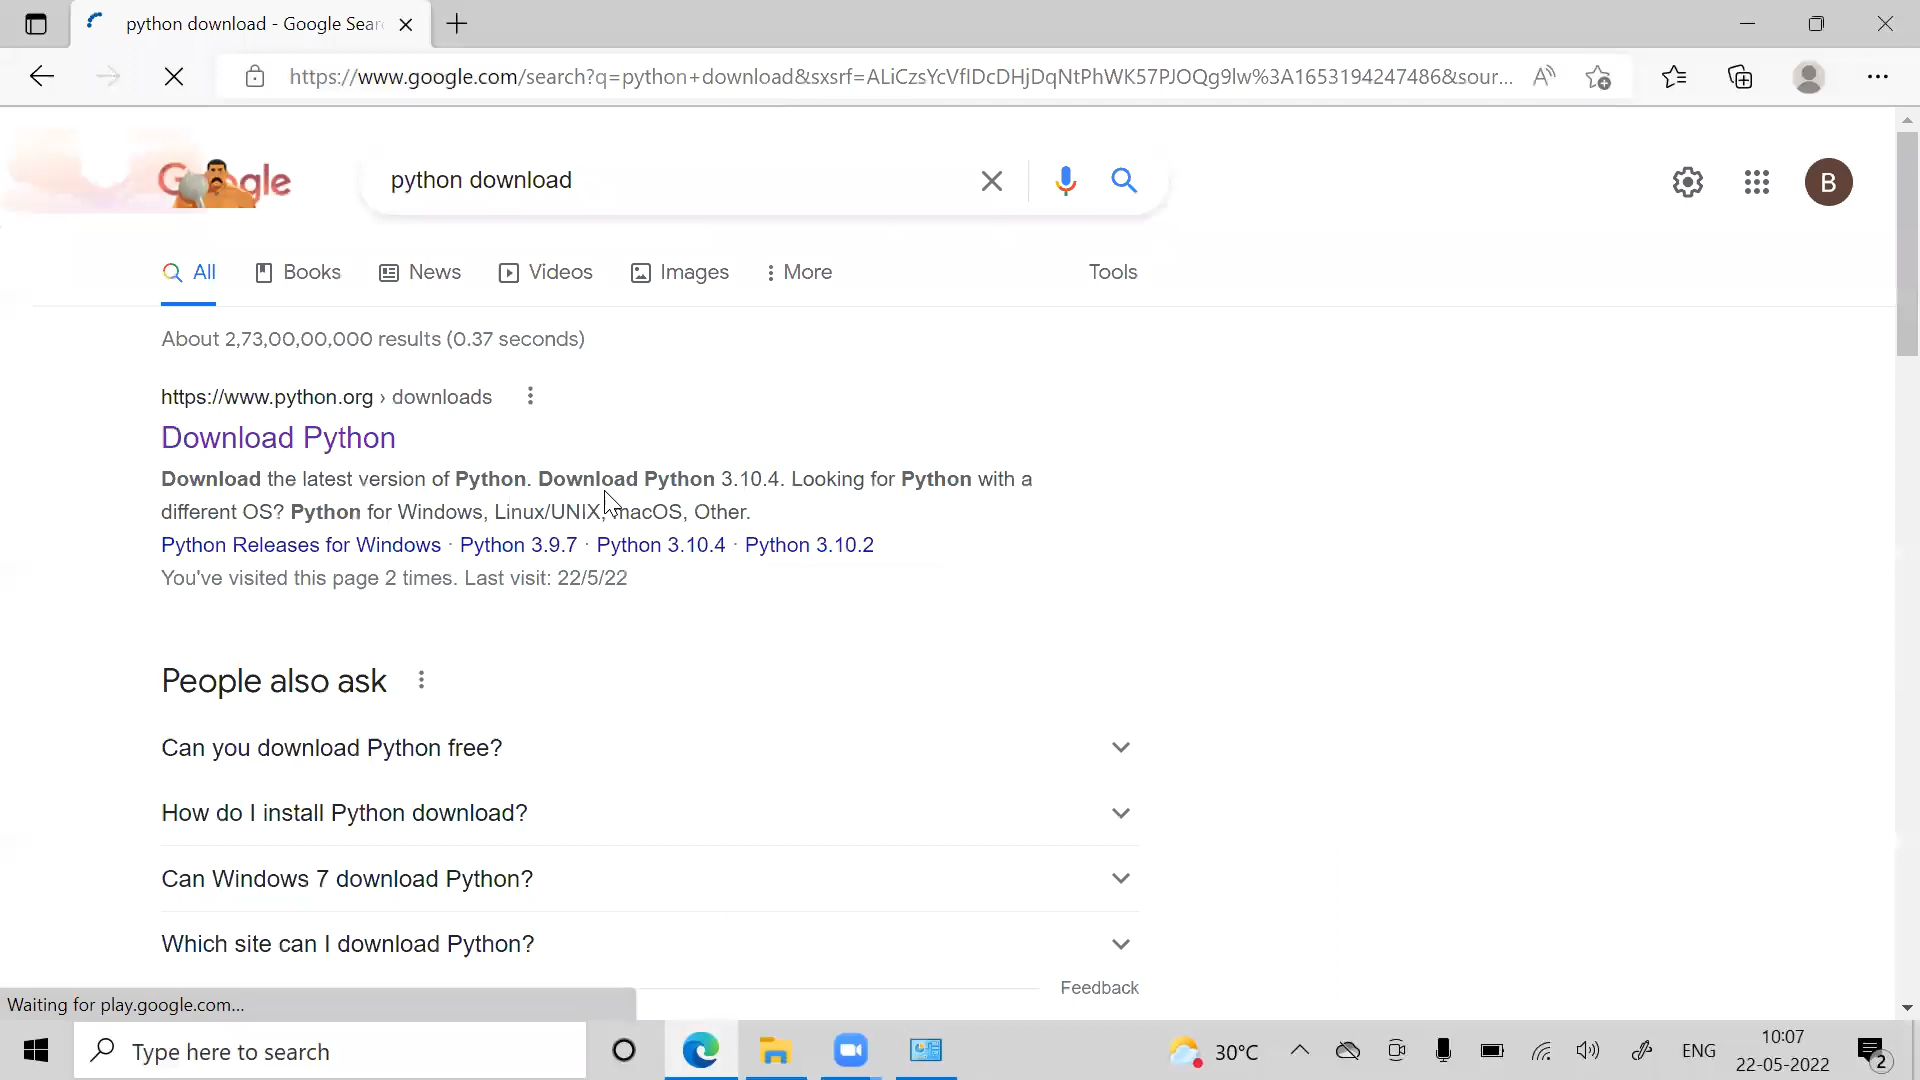 python download - Google Sear
https://www.google.com/search?q=python+download&sxsrf=ALiCzsYcVfIDcDHjDqNtPhWK57PJOQg9lw%3A1653194247486&sour...
Google
python download
B
All
Books
News
Videos
Images
More
Tools
About 2,73,00,00,000 results (0.37 seconds)
https://www.python.org › downloads
Download Python
Download the latest version of Python. Download Python 3.10.4. Looking for Python with a
different OS? Python for Windows, Linux/UNIX, macOS, Other.
Python Releases for Windows · Python 3.9.7 · Python 3.10.4 · Python 3.10.2
You've visited this page 2 times. Last visit: 22/5/22
People also ask
Can you download Python free?
How do I install Python download?
Can Windows 7 download Python?
Which site can I download Python?
Feedback
Waiting for play.google.com...
Type here to search
30°C
ENG
10:07
22-05-2022
2